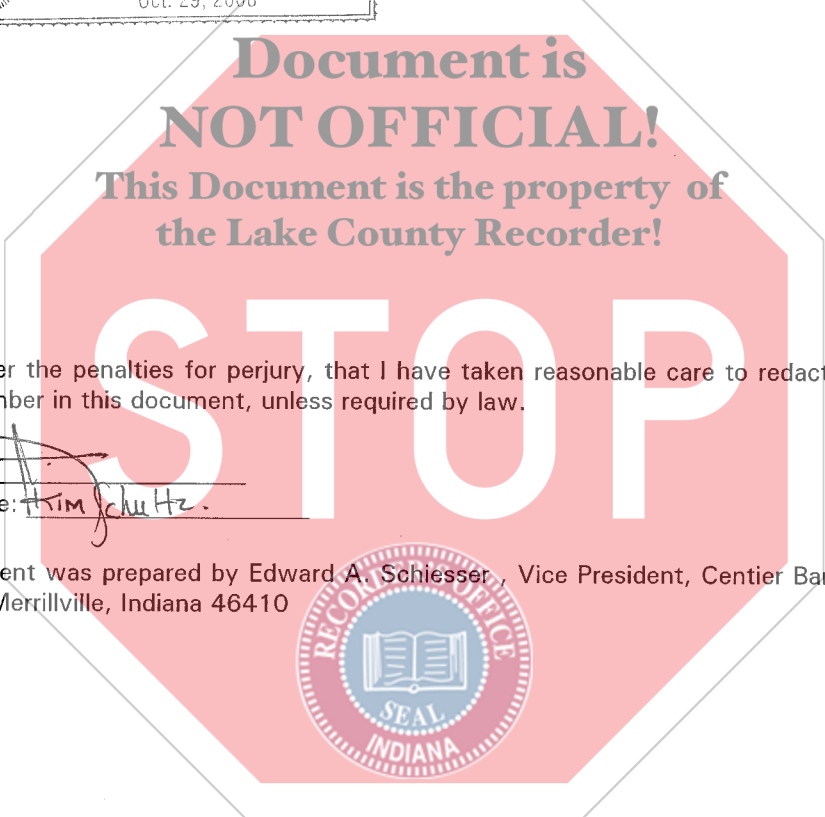 Oct. 29, 2008
Document is
NOT OFFICIAL!
This Document is the property of
the Lake County Recorder!
STOP
er the penalties for perjury, that I have taken reasonable care to redact
ber in this document, unless required by law.
e: Kim Schultz.
ent was prepared by Edward A. Schiesser , Vice President, Centier Ba
Merrillville, Indiana 46410
RECORDER'S OFFICE
SEAL
INDIANA